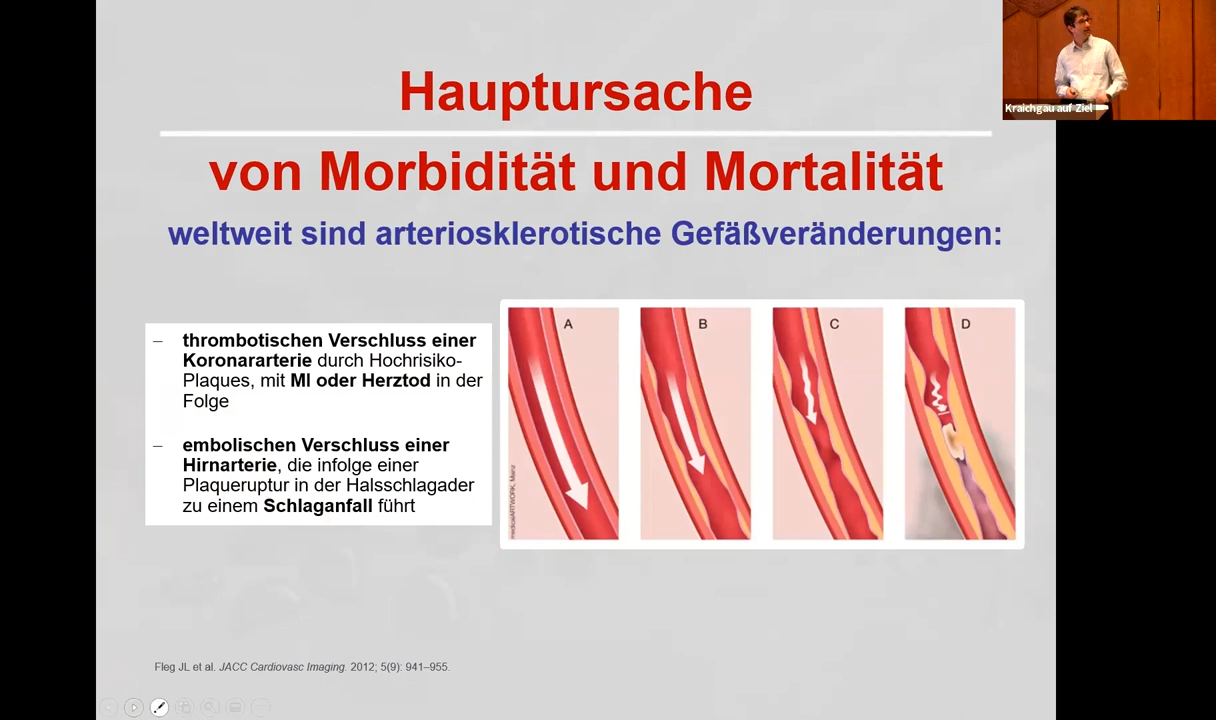 Hauptursache
von Morbidität und Mortalität
weltweit sind arteriosklerotische Gefäßveränderungen:
Kraichgau auf Ziel
– thrombotischen Verschluss einer
Koronararterie durch Hochrisiko-
Plaques, mit MI oder Herztod in der
Folge
– embolischen Verschluss einer
Hirnarterie, die infolge einer
Plaqueruptur in der Halsschlagader
zu einem Schlaganfall führt
A
B
C
D
medicalARTWORK, Mainz
Fleg JL et al. JACC Cardiovasc Imaging. 2012; 5(9): 941–955.